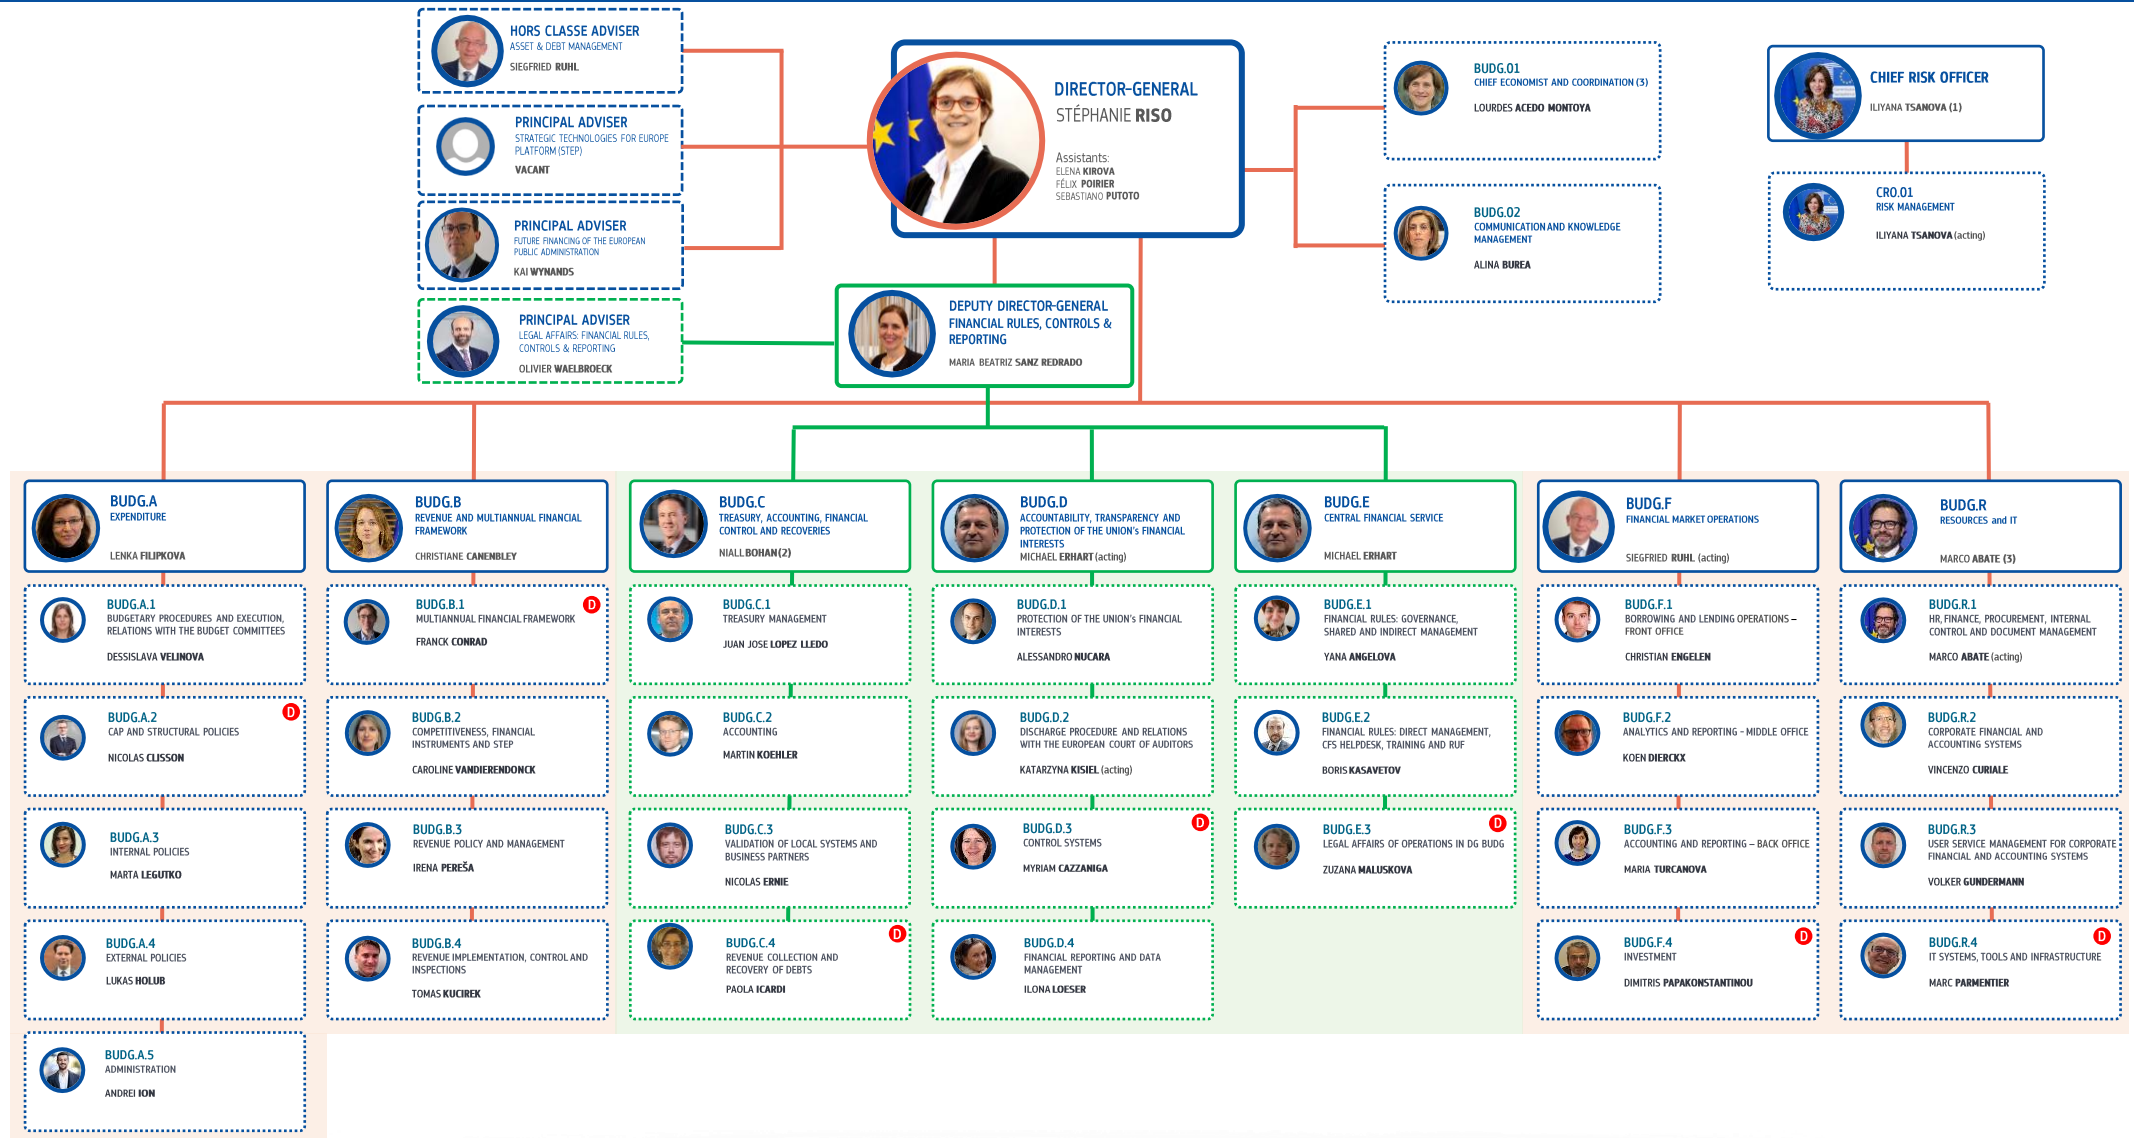 HORS CLASSE ADVISER
ASSET & DEBT MANAGEMENT
SIEGFRIED RUHL
PRINCIPAL ADVISER
STRATEGIC TECHNOLOGIES FOR EUROPE
PLATFORM (STEP)
VACANT
PRINCIPAL ADVISER
FUTURE FINANCING OF THE EUROPEAN
PUBLIC ADMINISTRATION
KAI WYNANDS
PRINCIPAL ADVISER
LEGAL AFFAIRS: FINANCIAL RULES,
CONTROLS & REPORTING
OLIVIER WAELBROECK
DIRECTOR-GENERAL
STÉPHANIE RISO
Assistants:
ELENA KIROVA
FÉLIX POIRIER
SEBASTIANO PUTOTO
DEPUTY DIRECTOR-GENERAL
FINANCIAL RULES, CONTROLS &
REPORTING
MARIA BEATRIZ SANZ REDRADO
BUDG.01
CHIEF ECONOMIST AND COORDINATION (3)
LOURDES ACEDO MONTOYA
BUDG.02
COMMUNICATION AND KNOWLEDGE
MANAGEMENT
ALINA BUREA
CHIEF RISK OFFICER
ILIYANA TSANOVA (1)
CRO.01
RISK MANAGEMENT
ILIYANA TSANOVA (acting)
BUDG.A
EXPENDITURE
LENKA FILIPKOVA
BUDG.A.1
BUDGETARY PROCEDURES AND EXECUTION,
RELATIONS WITH THE BUDGET COMMITTEES
DESSISLAVA VELINOVA
BUDG.A.2
D
CAP AND STRUCTURAL POLICIES
NICOLAS CLISSON
BUDG.A.3
INTERNAL POLICIES
MARTA LEGUTKO
BUDG.A.4
EXTERNAL POLICIES
LUKAS HOLUB
BUDG.A.5
ADMINISTRATION
ANDREI ION
BUDG.B
REVENUE AND MULTIANNUAL FINANCIAL
FRAMEWORK
CHRISTIANE CANENBLEY
BUDG.B.1
D
MULTIANNUAL FINANCIAL FRAMEWORK
FRANCK CONRAD
BUDG.B.2
COMPETITIVENESS, FINANCIAL
INSTRUMENTS AND STEP
CAROLINE VANDIERENDONCK
BUDG.B.3
REVENUE POLICY AND MANAGEMENT
IRENA PEREŠA
BUDG.B.4
REVENUE IMPLEMENTATION, CONTROL AND
INSPECTIONS
TOMAS KUCIREK
BUDG.C
TREASURY, ACCOUNTING, FINANCIAL
CONTROL AND RECOVERIES
NIALL BOHAN (2)
BUDG.C.1
TREASURY MANAGEMENT
JUAN JOSE LOPEZ LLEDO
BUDG.C.2
ACCOUNTING
MARTIN KOEHLER
BUDG.C.3
VALIDATION OF LOCAL SYSTEMS AND
BUSINESS PARTNERS
NICOLAS ERNIE
BUDG.C.4
D
REVENUE COLLECTION AND
RECOVERY OF DEBTS
PAOLA ICARDI
BUDG.D
ACCOUNTABILITY, TRANSPARENCY AND
PROTECTION OF THE UNION'S FINANCIAL
INTERESTS
MICHAEL ERHART (acting)
BUDG.D.1
PROTECTION OF THE UNION'S FINANCIAL
INTERESTS
ALESSANDRO NUCARA
BUDG.D.2
DISCHARGE PROCEDURE AND RELATIONS
WITH THE EUROPEAN COURT OF AUDITORS
KATARZYNA KISIEL (acting)
BUDG.D.3
D
CONTROL SYSTEMS
MYRIAM CAZZANIGA
BUDG.D.4
FINANCIAL REPORTING AND DATA
MANAGEMENT
ILONA LOESER
BUDG.E
CENTRAL FINANCIAL SERVICE
MICHAEL ERHART
BUDG.E.1
FINANCIAL RULES: GOVERNANCE,
SHARED AND INDIRECT MANAGEMENT
YANA ANGELOVA
BUDG.E.2
FINANCIAL RULES: DIRECT MANAGEMENT,
CFS HELPDESK, TRAINING AND RUF
BORIS KASAVETOV
BUDG.E.3
D
LEGAL AFFAIRS OF OPERATIONS IN DG BUDG
ZUZANA MALUSKOVA
BUDG.F
FINANCIAL MARKET OPERATIONS
SIEGFRIED RUHL (acting)
BUDG.F.1
BORROWING AND LENDING OPERATIONS –
FRONT OFFICE
CHRISTIAN ENGELEN
BUDG.F.2
ANALYTICS AND REPORTING - MIDDLE OFFICE
KOEN DIERCKX
BUDG.F.3
ACCOUNTING AND REPORTING – BACK OFFICE
MARIA TURCANOVA
BUDG.F.4
D
INVESTMENT
DIMITRIS PAPAKONSTANTINOU
BUDG.R
RESOURCES and IT
MARCO ABATE (3)
BUDG.R.1
HR, FINANCE, PROCUREMENT, INTERNAL
CONTROL AND DOCUMENT MANAGEMENT
MARCO ABATE (acting)
BUDG.R.2
CORPORATE FINANCIAL AND
ACCOUNTING SYSTEMS
VINCENZO CURIALE
BUDG.R.3
USER SERVICE MANAGEMENT FOR CORPORATE
FINANCIAL AND ACCOUNTING SYSTEMS
VOLKER GUNDERMANN
BUDG.R.4
D
IT SYSTEMS, TOOLS AND INFRASTRUCTURE
MARC PARMENTIER